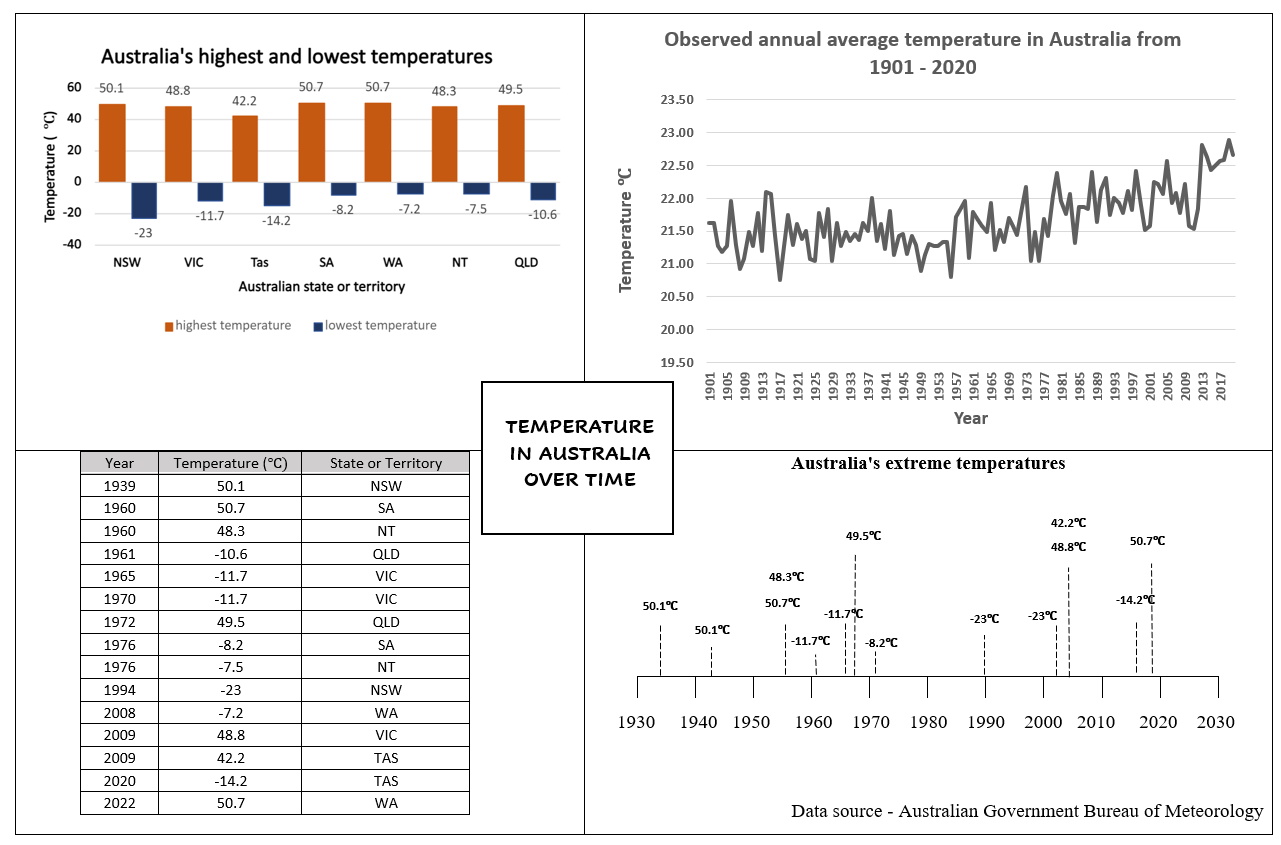 Australia's highest and lowest temperatures
Temperature ( ℃)
60
40
20
0
-20
-40
50.1
48.8
42.2
50.7
50.7
48.3
49.5
-23
-11.7
-14.2
-8.2
-7.2
-7.5
-10.6
NSW VIC Tas SA WA NT QLD
Australian state or territory
highest temperature lowest temperature
Observed annual average temperature in Australia from
1901 - 2020
Temperature ℃
23.50
23.00
22.50
22.00
21.50
21.00
20.50
20.00
19.50
1901 1905 1909 1913 1917 1921 1925 1929 1933 1937 1941 1945 1949 1953 1957 1961 1965 1969 1973 1977 1981 1985 1989 1993 1997 2001 2005 2009 2013 2017
Year
TEMPERATURE
IN AUSTRALIA
OVER TIME
Year Temperature (℃) State or Territory
1939 50.1 NSW
1960 50.7 SA
1960 48.3 NT
1961 -10.6 QLD
1965 -11.7 VIC
1970 -11.7 VIC
1972 49.5 QLD
1976 -8.2 SA
1976 -7.5 NT
1994 -23 NSW
2008 -7.2 WA
2009 48.8 VIC
2009 42.2 TAS
2020 -14.2 TAS
2022 50.7 WA
Australia's extreme temperatures
50.1℃
50.1℃
48.3℃
50.7℃
-11.7℃
-11.7℃
49.5℃
-8.2℃
-23℃
-23℃
42.2℃
48.8℃
-14.2℃
50.7℃
1930 1940 1950 1960 1970 1980 1990 2000 2010 2020 2030
Data source - Australian Government Bureau of Meteorology